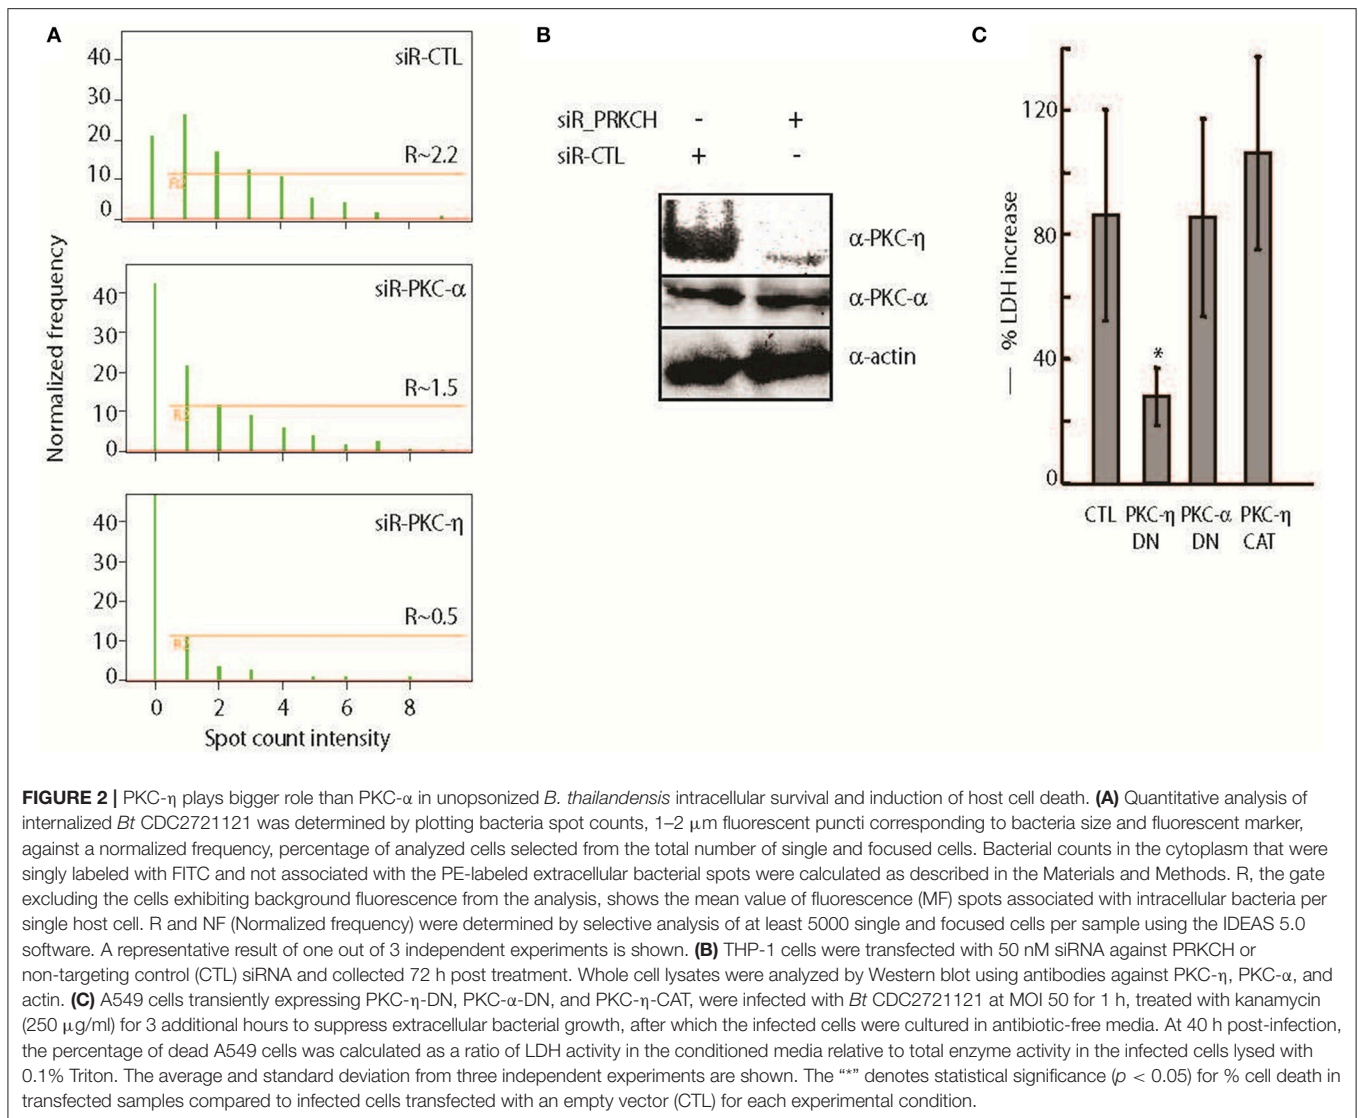 A
siR-CTL
40
30
20
10
0
R~2.2
R2
siR-PKC-α
40
30
20
10
0
R~1.5
R2
siR-PKC-η
40
30
20
10
0
R~0.5
R2
Normalized frequency
0 2 4 6 8
Spot count intensity
B
siR_PRKCH - +
siR-CTL + -
α-PKC-η
α-PKC-α
α-actin
C
120
80
40
0
— % LDH increase
*
CTL PKC-η PKC-α PKC-η
DN DN CAT
FIGURE 2 | PKC-η plays bigger role than PKC-α in unopsonized B. thailandensis intracellular survival and induction of host cell death. (A) Quantitative analysis of
internalized Bt CDC2721121 was determined by plotting bacteria spot counts, 1–2 μm fluorescent puncti corresponding to bacteria size and fluorescent marker,
against a normalized frequency, percentage of analyzed cells selected from the total number of single and focused cells. Bacterial counts in the cytoplasm that were
singly labeled with FITC and not associated with the PE-labeled extracellular bacterial spots were calculated as described in the Materials and Methods. R, the gate
excluding the cells exhibiting background fluorescence from the analysis, shows the mean value of fluorescence (MF) spots associated with intracellular bacteria per
single host cell. R and NF (Normalized frequency) were determined by selective analysis of at least 5000 single and focused cells per sample using the IDEAS 5.0
software. A representative result of one out of 3 independent experiments is shown. (B) THP-1 cells were transfected with 50 nM siRNA against PRKCH or
non-targeting control (CTL) siRNA and collected 72 h post treatment. Whole cell lysates were analyzed by Western blot using antibodies against PKC-η, PKC-α, and
actin. (C) A549 cells transiently expressing PKC-η-DN, PKC-α-DN, and PKC-η-CAT, were infected with Bt CDC2721121 at MOI 50 for 1 h, treated with kanamycin
(250 μg/ml) for 3 additional hours to suppress extracellular bacterial growth, after which the infected cells were cultured in antibiotic-free media. At 40 h post-infection,
the percentage of dead A549 cells was calculated as a ratio of LDH activity in the conditioned media relative to total enzyme activity in the infected cells lysed with
0.1% Triton. The average and standard deviation from three independent experiments are shown. The “*” denotes statistical significance (p < 0.05) for % cell death in
transfected samples compared to infected cells transfected with an empty vector (CTL) for each experimental condition.